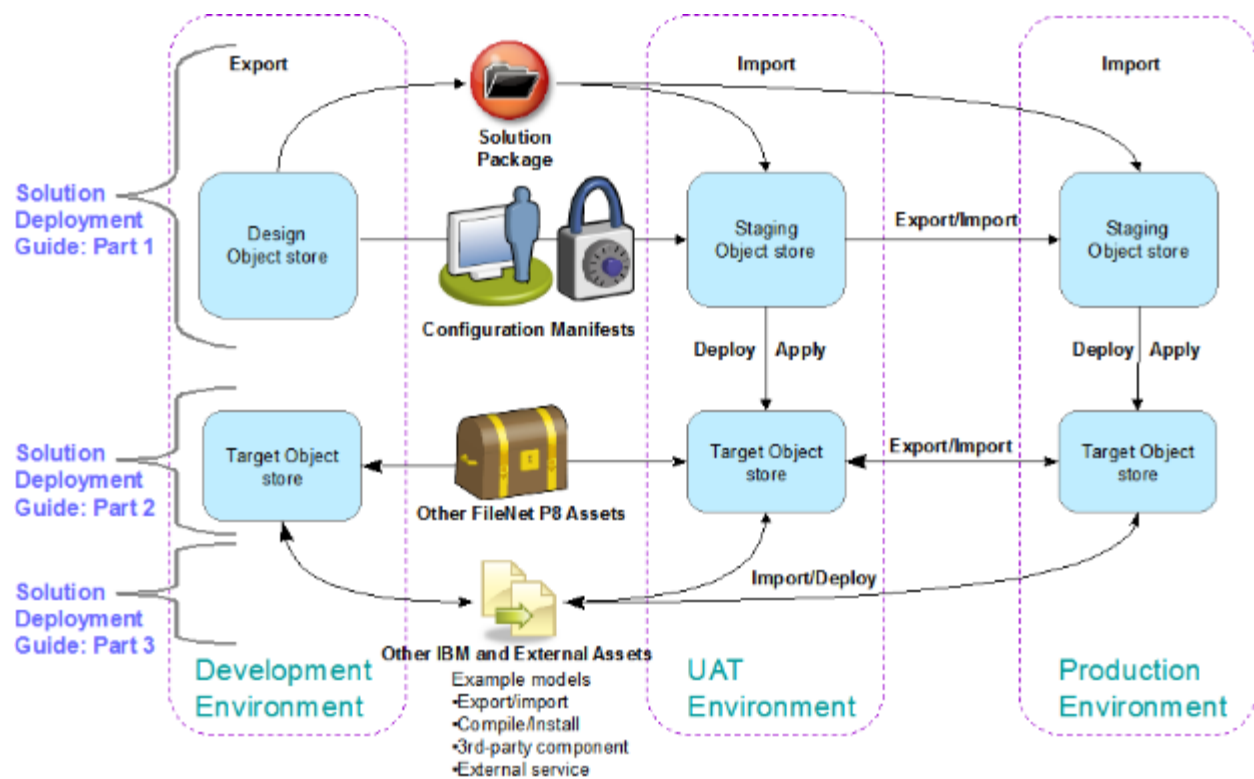 Export
Import
Import
Solution
Package
Solution
Deployment
Guide: Part 1
Design
Object store
Staging
Object store
Export/Import
Staging
Object store
Configuration Manifests
Deploy
Apply
Deploy
Apply
Solution
Deployment
Guide: Part 2
Target Object
store
Target Object
store
Export/Import
Target Object
store
Other FileNet P8 Assets
Solution
Deployment
Guide: Part 3
Import/Deploy
Other IBM and External Assets
Example models
•Export/import
•Compile/Install
•3rd-party component
•External service
Development
Environment
UAT
Environment
Production
Environment